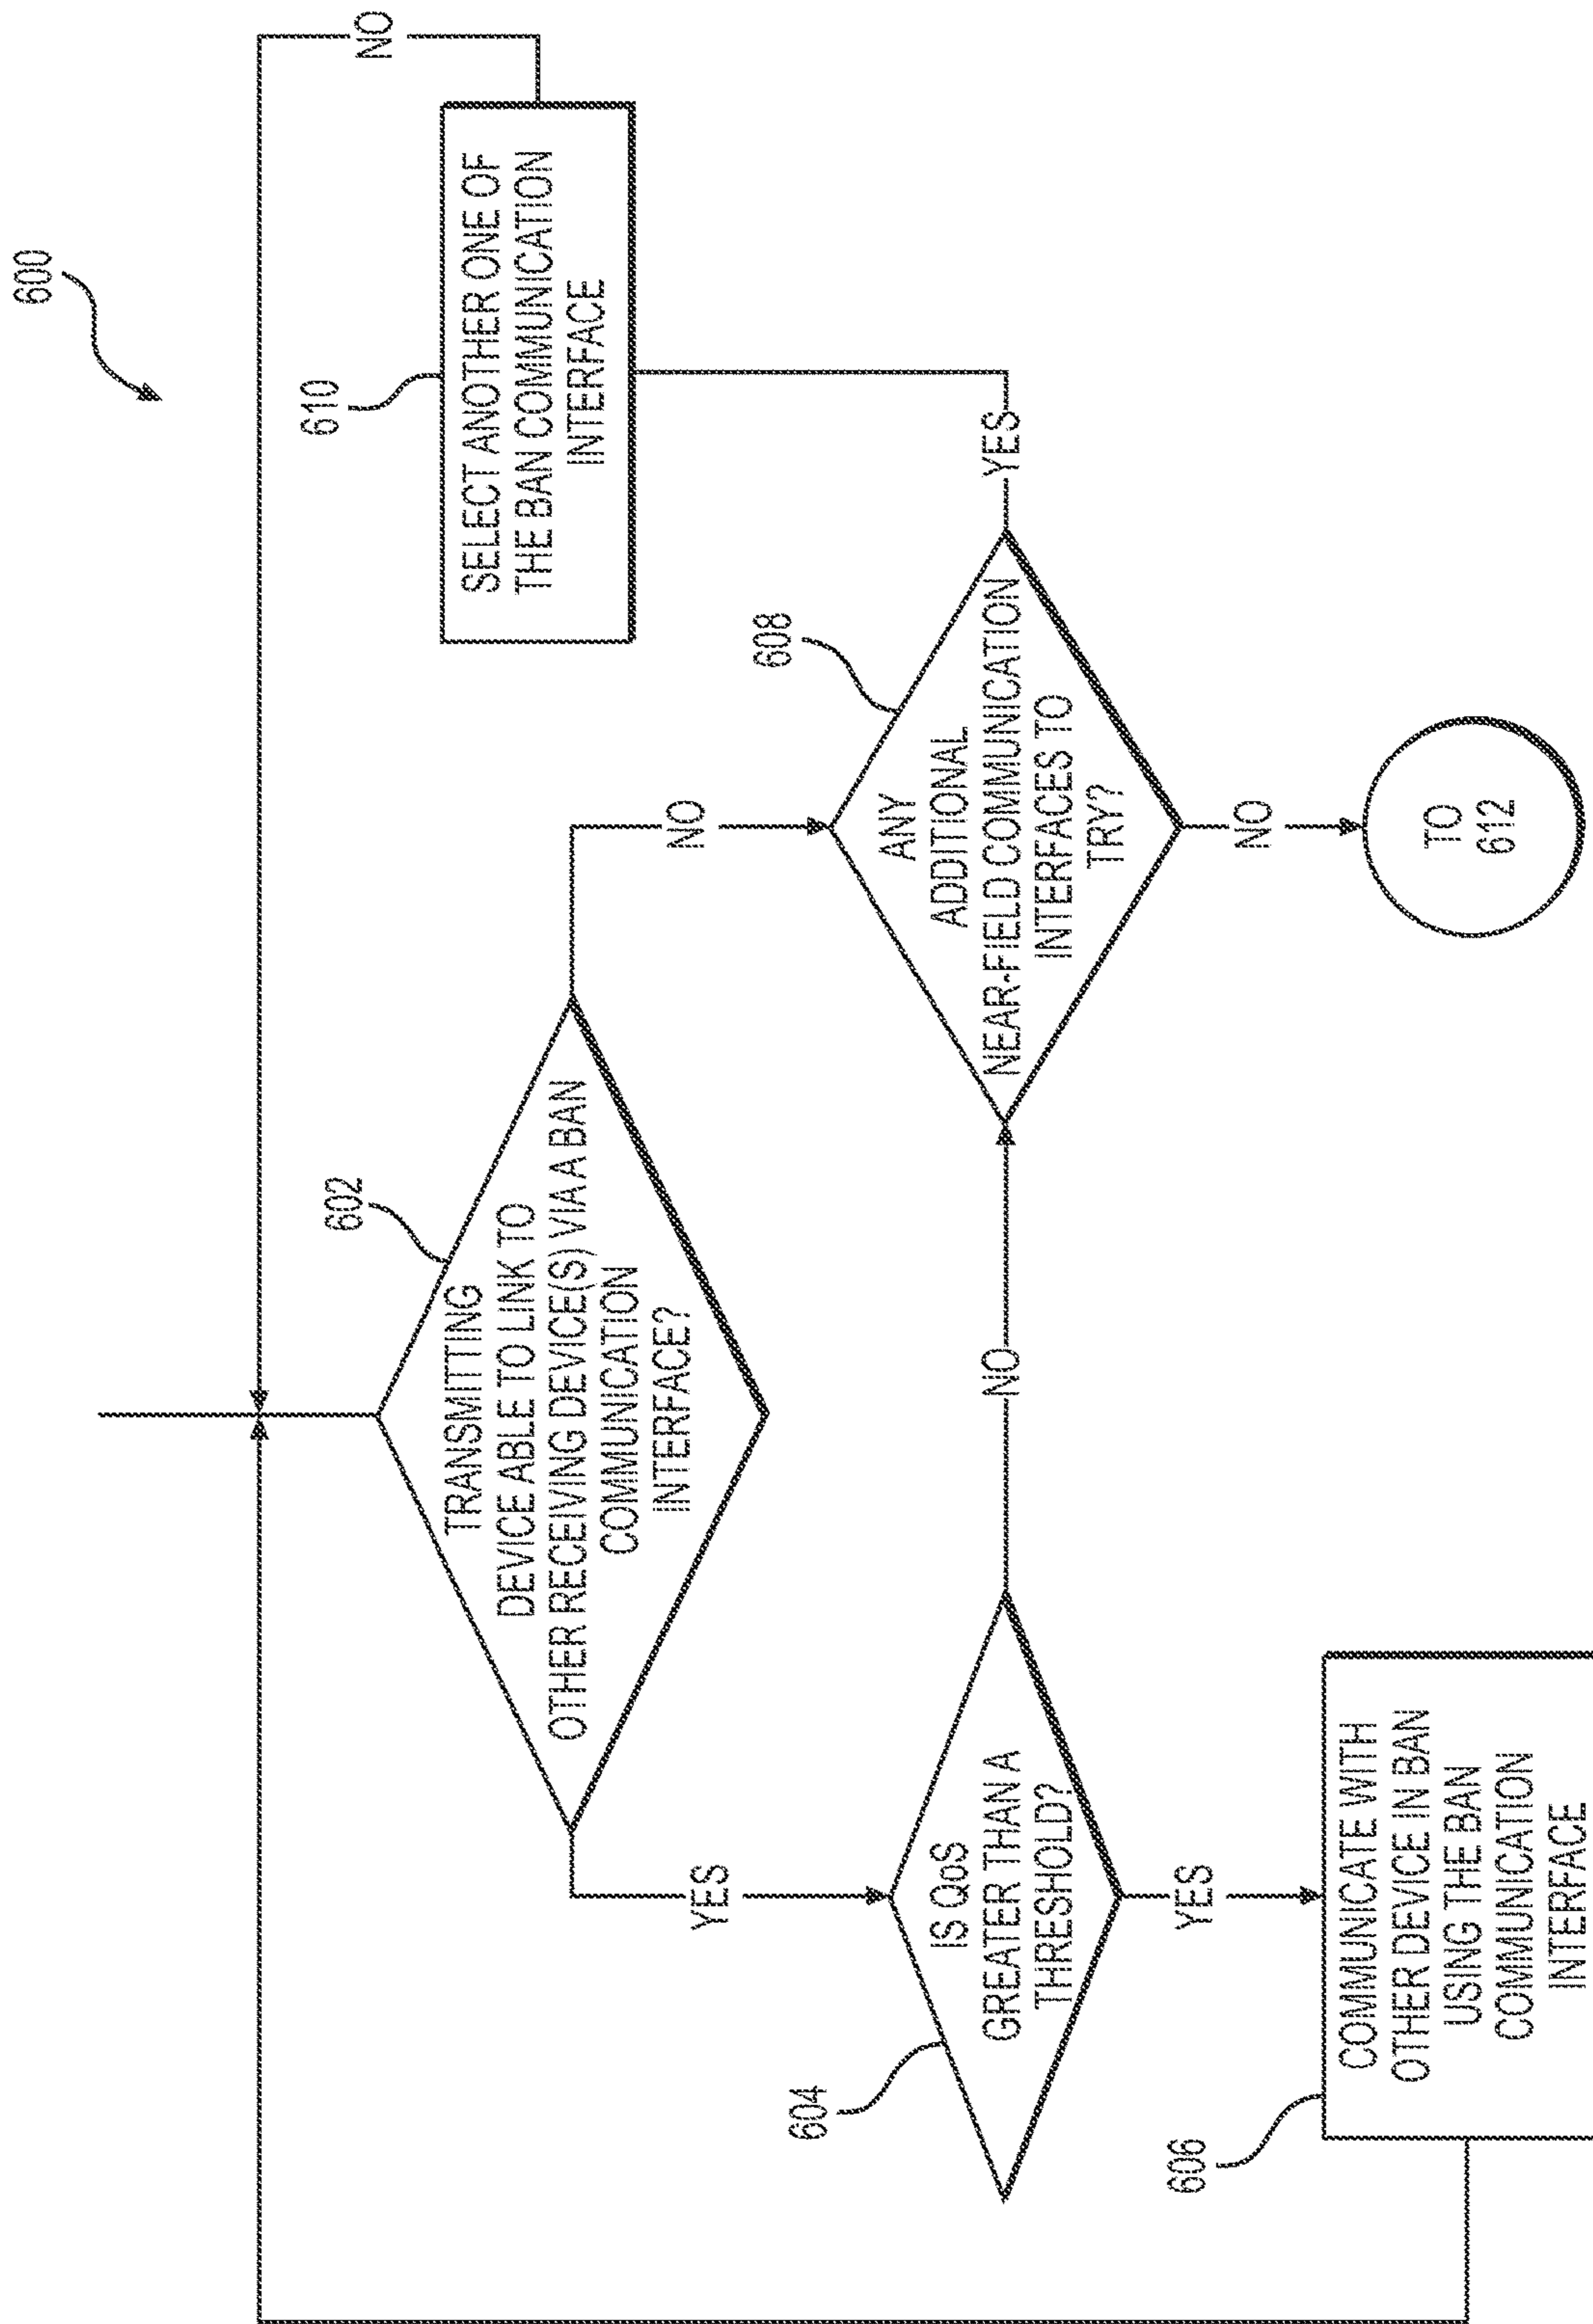 600
602
TRANSMITTING
DEVICE ABLE TO LINK TO
OTHER RECEIVING DEVICE(S) VIA A BAN
COMMUNICATION
INTERFACE?
YES
NO
604
IS QoS
GREATER THAN A
THRESHOLD?
NO
YES
606
COMMUNICATE WITH
OTHER DEVICE IN BAN
USING THE BAN
COMMUNICATION
INTERFACE
608
ANY
ADDITIONAL
NEAR-FIELD COMMUNICATION
INTERFACES TO
TRY?
YES
NO
610
SELECT ANOTHER ONE OF
THE BAN COMMUNICATION
INTERFACE
NO
TO
612